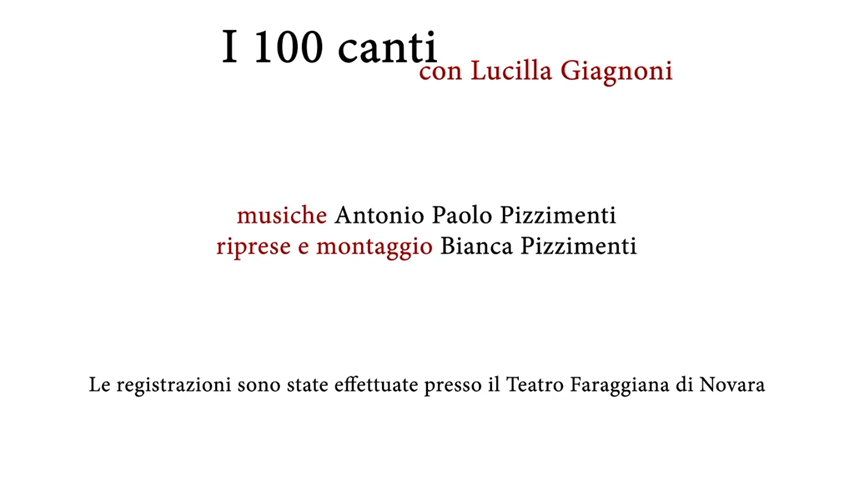 I 100 canti
con Lucilla Giagnoni
musiche Antonio Paolo Pizzimenti
riprese e montaggio Bianca Pizzimenti
Le registrazioni sono state effettuate presso il Teatro Faraggiana di Novara